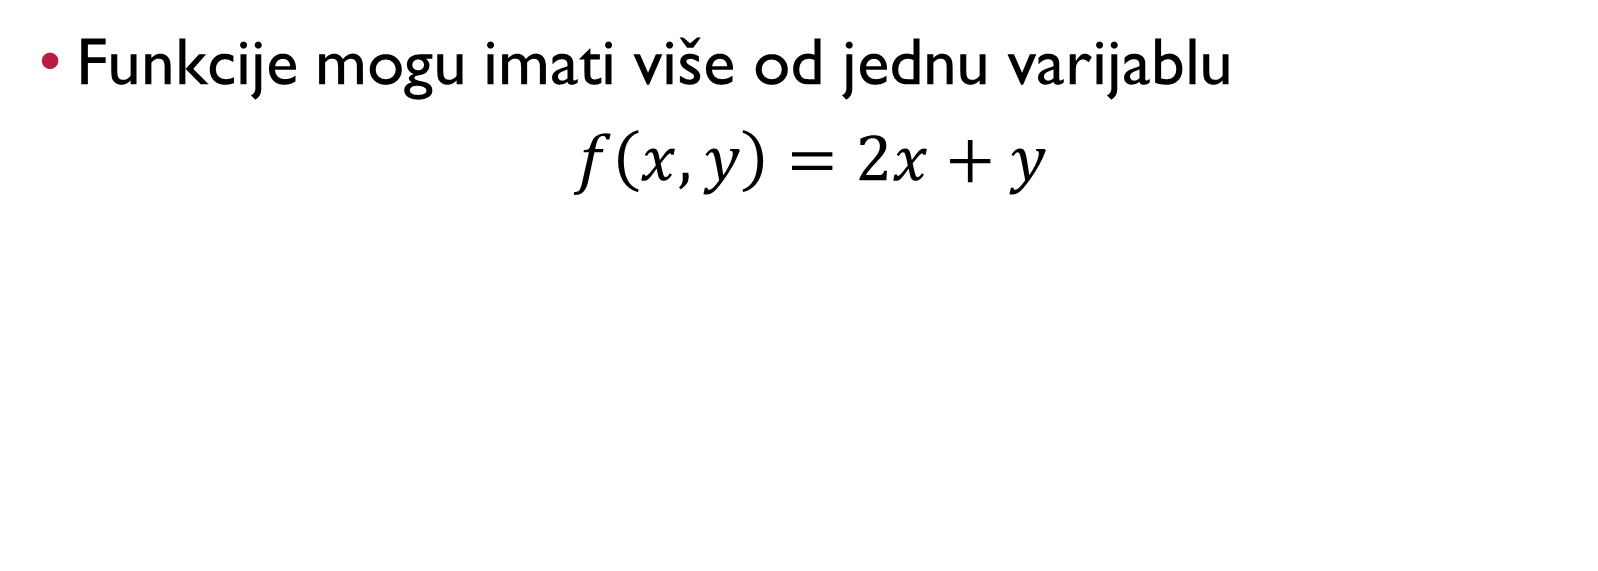 • Funkcije mogu imati više od jednu varijablu
f(x, y) = 2x + y